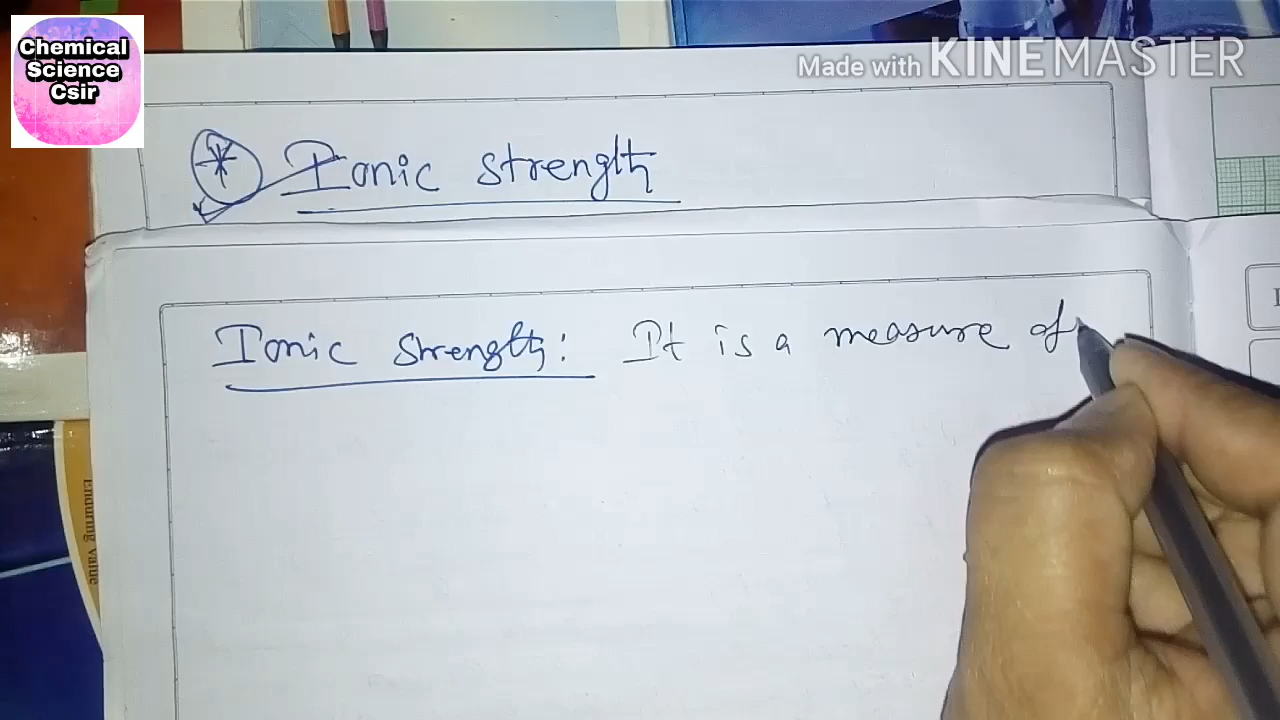 Chemical
Science
Csir
Made with KINEMASTER
* Ionic strength
Ionic strength: It is a measure of